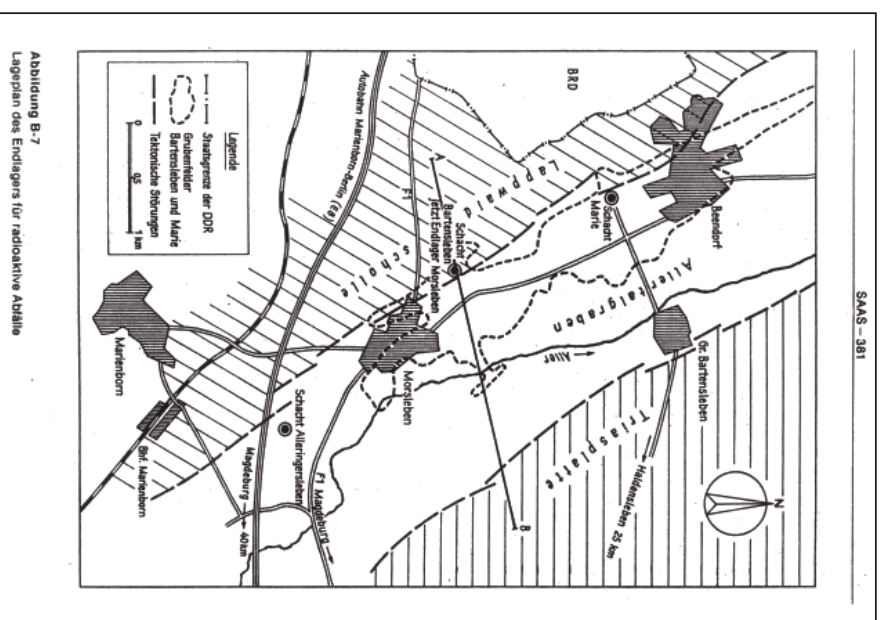 SAAS – 381
N
Beendorf
Gr. Bartensleben
← Haldensleben 25 km
BRD
Schacht
Marie
Allertalgraben
Triasplatte
Lappwald
scholle
A
B
Schacht
Bartensleben
jetzt Endlager Morsleben
Aller →
F1
Morsleben
F1 Magdeburg →
Autobahn Marienborn-Berlin (E8)
Schacht Alleringersleben
Magdeburg → 40km
Marienborn
Bhf. Marienborn
Legende
Staatsgrenze der DDR
Grubenfelder
Bartensleben und Marie
Tektonische Störungen
0 0,5 1 km
Abbildung B-7
Lageplan des Endlagers für radioaktive Abfälle